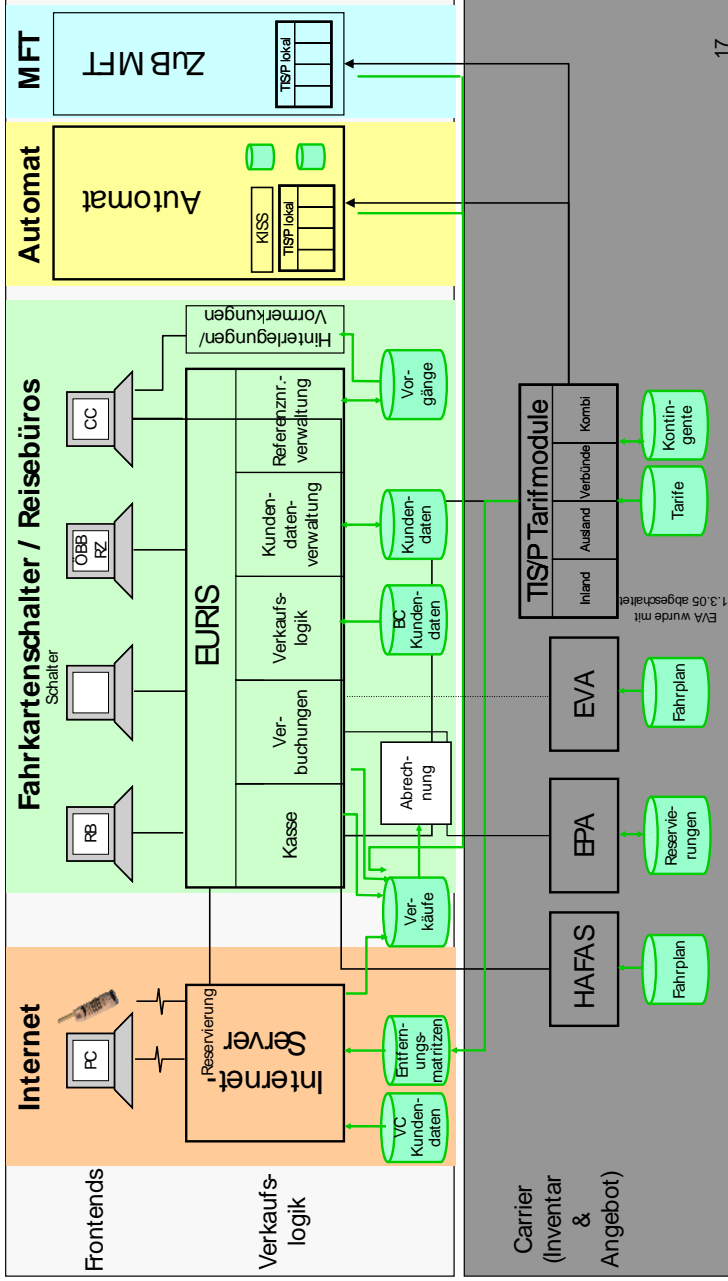 Internet
Fahrkartenschalter / Reisebüros
Automat
MFT
Frontends
PC
RB
Schalter
ÖBB
RZ
CC
Verkaufs-
logik
Reservierung
Internet-
Server
EURIS
Kasse
Ver-
buchungen
Verkaufs-
logik
Kunden-
daten-
verwaltung
Referenznr.-
verwaltung
Hinterlegungen/
Vormerkungen
Automat
KISS
TIS/P lokal
ZuB MFT
TIS/P lokal
VC
Kunden-
daten
Entfern-
ungs-
matritzen
Ver-
käufe
Abrech-
nung
BC
Kunden-
daten
Kunden-
daten
Vor-
gänge
Carrier
(Inventar
&
Angebot)
HAFAS
Fahrplan
EPA
Reservie-
rungen
EVA
Fahrplan
EVA wurde mit
1.3.05 abgeschaltet
TIS/P Tarifmodule
Inland
Ausland
Verbünde
Kombi
Tarife
Kontin-
gente
17